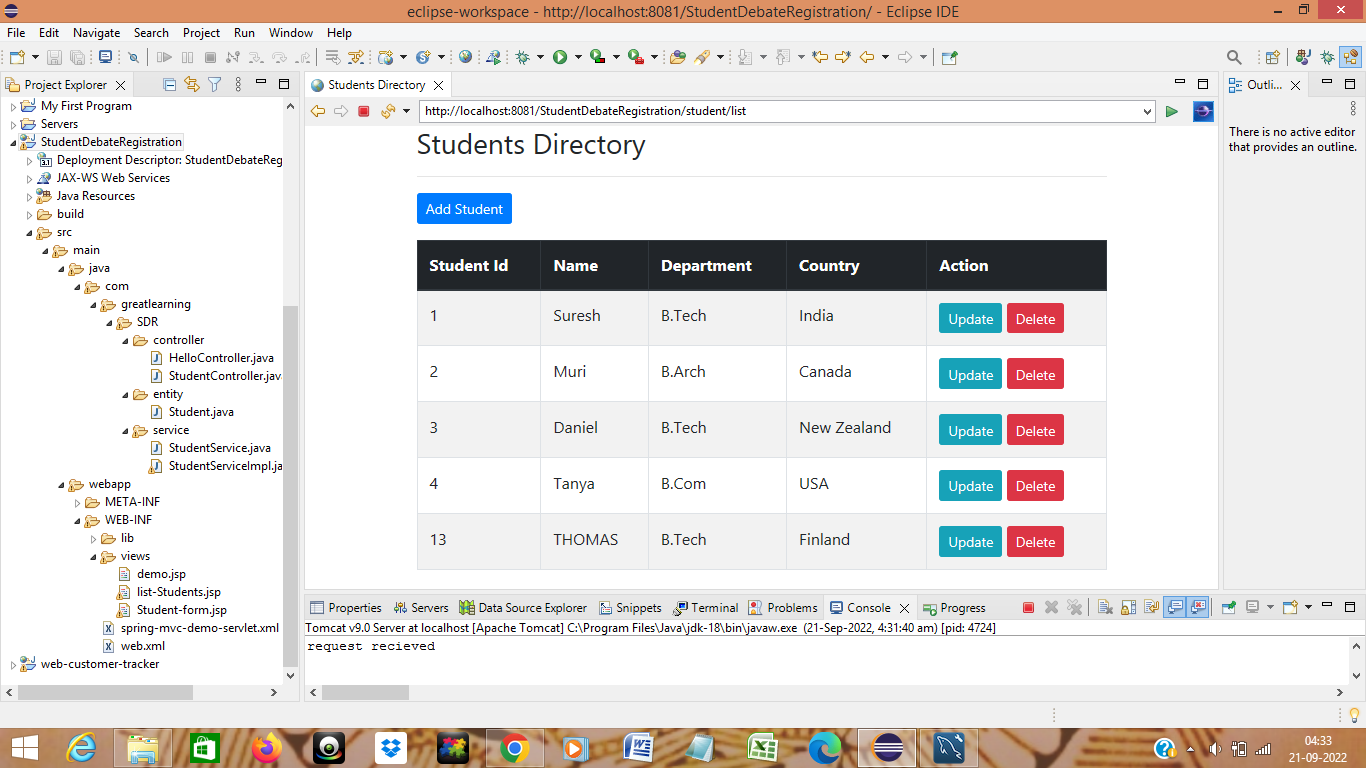 eclipse-workspace - http://localhost:8081/StudentDebateRegistration/ - Eclipse IDE
File Edit Navigate Search Project Run Window Help
Project Explorer
My First Program
Servers
StudentDebateRegistration
Deployment Descriptor: StudentDebateReg
JAX-WS Web Services
Java Resources
build
src
main
java
com
greatlearning
SDR
controller
HelloController.java
StudentController.jav
entity
Student.java
service
StudentService.java
StudentServiceImpl.ja
webapp
META-INF
WEB-INF
lib
views
demo.jsp
list-Students.jsp
Student-form.jsp
spring-mvc-demo-servlet.xml
web.xml
web-customer-tracker
Students Directory
http://localhost:8081/StudentDebateRegistration/student/list
Students Directory
Add Student
Student Id Name Department Country Action
1 Suresh B.Tech India Update Delete
2 Muri B.Arch Canada Update Delete
3 Daniel B.Tech New Zealand Update Delete
4 Tanya B.Com USA Update Delete
13 THOMAS B.Tech Finland Update Delete
Outli...
There is no active editor
that provides an outline.
Properties Servers Data Source Explorer Snippets Terminal Problems Console Progress
Tomcat v9.0 Server at localhost [Apache Tomcat] C:\Program Files\Java\jdk-18\bin\javaw.exe (21-Sep-2022, 4:31:40 am) [pid: 4724]
request recieved
04:33
21-09-2022